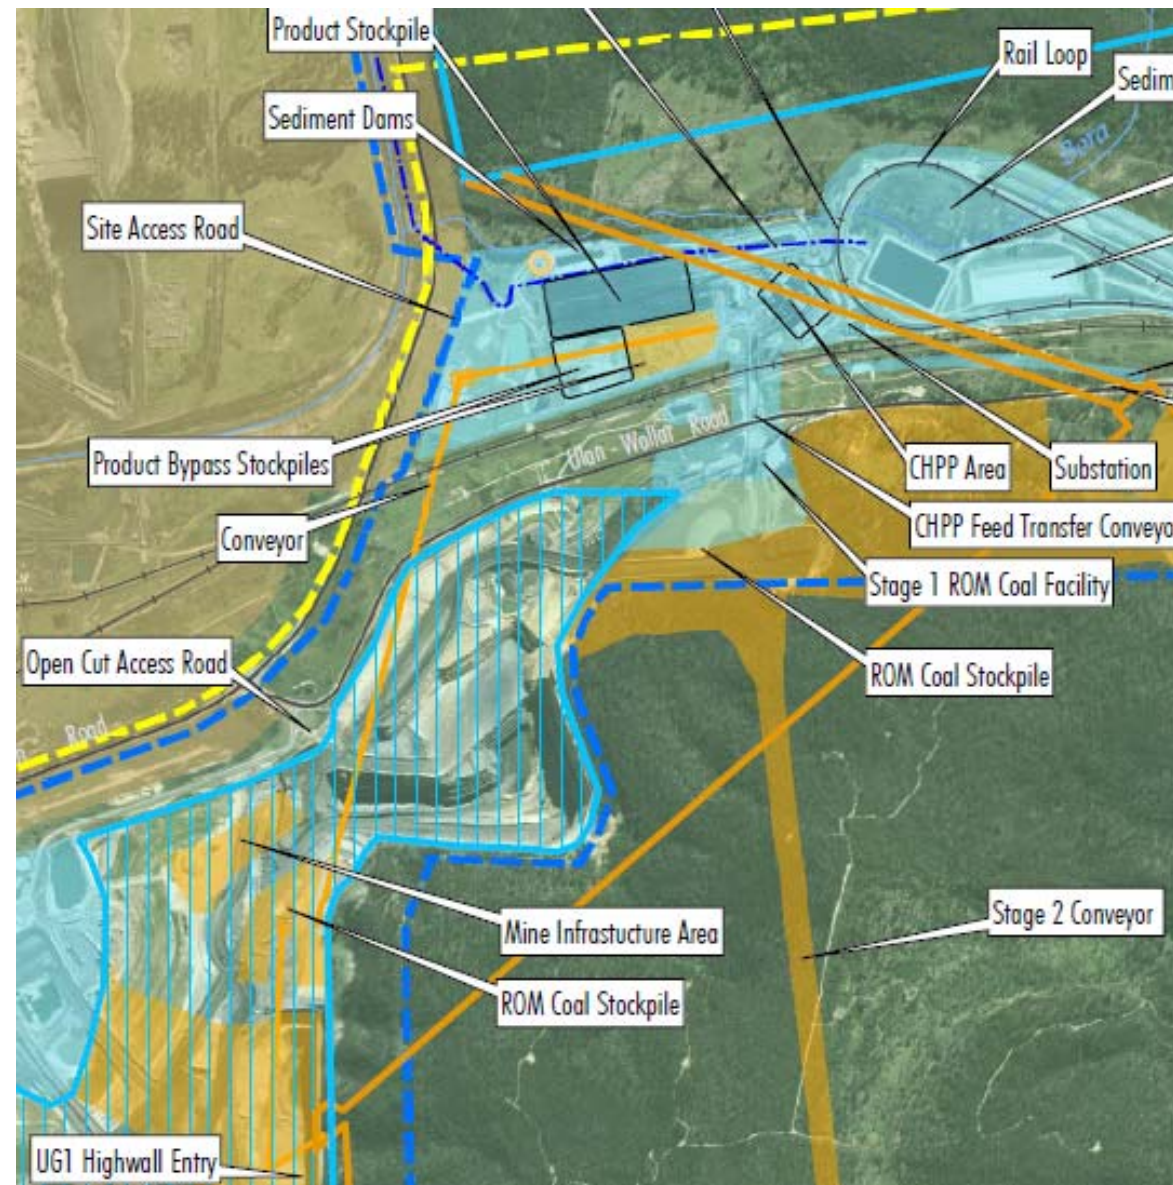 Product Stockpile
Rail Loop
Sedim
Sediment Dams
Bora
Site Access Road
Ulan - Wollar Road
Product Bypass Stockpiles
CHPP Area
Substation
Conveyor
CHPP Feed Transfer Conveyo
Stage 1 ROM Coal Facility
Open Cut Access Road
ROM Coal Stockpile
Road
Mine Infrastucture Area
Stage 2 Conveyor
ROM Coal Stockpile
UG1 Highwall Entry